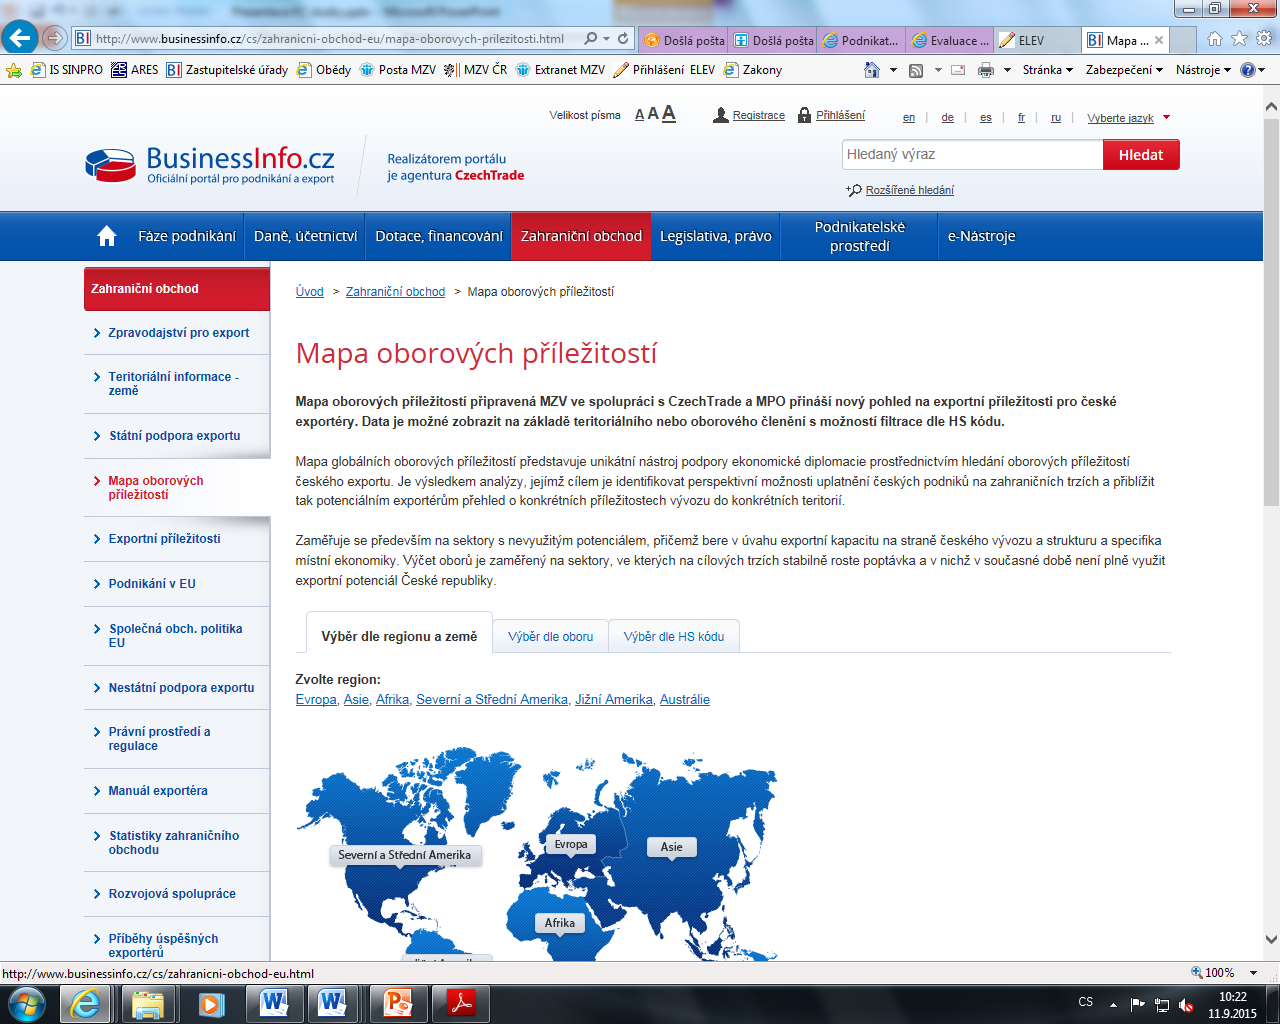 http://www.businessinfo.cz/cs/zahranicni-obchod-eu/mapa-oborovych-prilezitosti.html
Došlá pošta
Došlá pošta
Podnikat...
Evaluace ...
ELEV
Mapa ...
IS SINPRO
ARES
Zastupitelské úřady
Obědy
Posta MZV
MZV ČR
Extranet MZV
Přihlášení ELEV
Zakony
Stránka
Zabezpečení
Nástroje
Velikost písma A A A
Registrace
Přihlášení
en | de | es | fr | ru | Vyberte jazyk
BusinessInfo.cz
Oficiální portál pro podnikání a export
Realizátorem portálu
je agentura CzechTrade
Hledaný výraz
Hledat
Rozšířené hledání
Fáze podnikání
Daně, účetnictví
Dotace, financování
Zahraniční obchod
Legislativa, právo
Podnikatelské
prostředí
e-Nástroje
Zahraniční obchod
Zpravodajství pro export
Teritoriální informace -
země
Státní podpora exportu
Mapa oborových
příležitostí
Exportní příležitosti
Podnikání v EU
Společná obch. politika
EU
Nestátní podpora exportu
Právní prostředí a
regulace
Manuál exportéra
Statistiky zahraničního
obchodu
Rozvojová spolupráce
Příběhy úspěšných
exportérů
Úvod > Zahraniční obchod > Mapa oborových příležitostí
Mapa oborových příležitostí
Mapa oborových příležitostí připravená MZV ve spolupráci s CzechTrade a MPO přináší nový pohled na exportní příležitosti pro české
exportéry. Data je možné zobrazit na základě teritoriálního nebo oborového členění s možností filtrace dle HS kódu.
Mapa globálních oborových příležitostí představuje unikátní nástroj podpory ekonomické diplomacie prostřednictvím hledání oborových příležitostí
českého exportu. Je výsledkem analýzy, jejímž cílem je identifikovat perspektivní možnosti uplatnění českých podniků na zahraničních trzích a přiblížit
tak potenciálním exportérům přehled o konkrétních příležitostech vývozu do konkrétních teritorií.
Zaměřuje se především na sektory s nevyužitým potenciálem, přičemž bere v úvahu exportní kapacitu na straně českého vývozu a strukturu a specifika
místní ekonomiky. Výčet oborů je zaměřený na sektory, ve kterých na cílových trzích stabilně roste poptávka a v nichž v současné době není plně využit
exportní potenciál České republiky.
Výběr dle regionu a země
Výběr dle oboru
Výběr dle HS kódu
Zvolte region:
Evropa, Asie, Afrika, Severní a Střední Amerika, Jižní Amerika, Austrálie
Severní a Střední Amerika
Evropa
Asie
Afrika
http://www.businessinfo.cz/cs/zahranicni-obchod-eu.html
100%
CS
10:22
11.9.2015